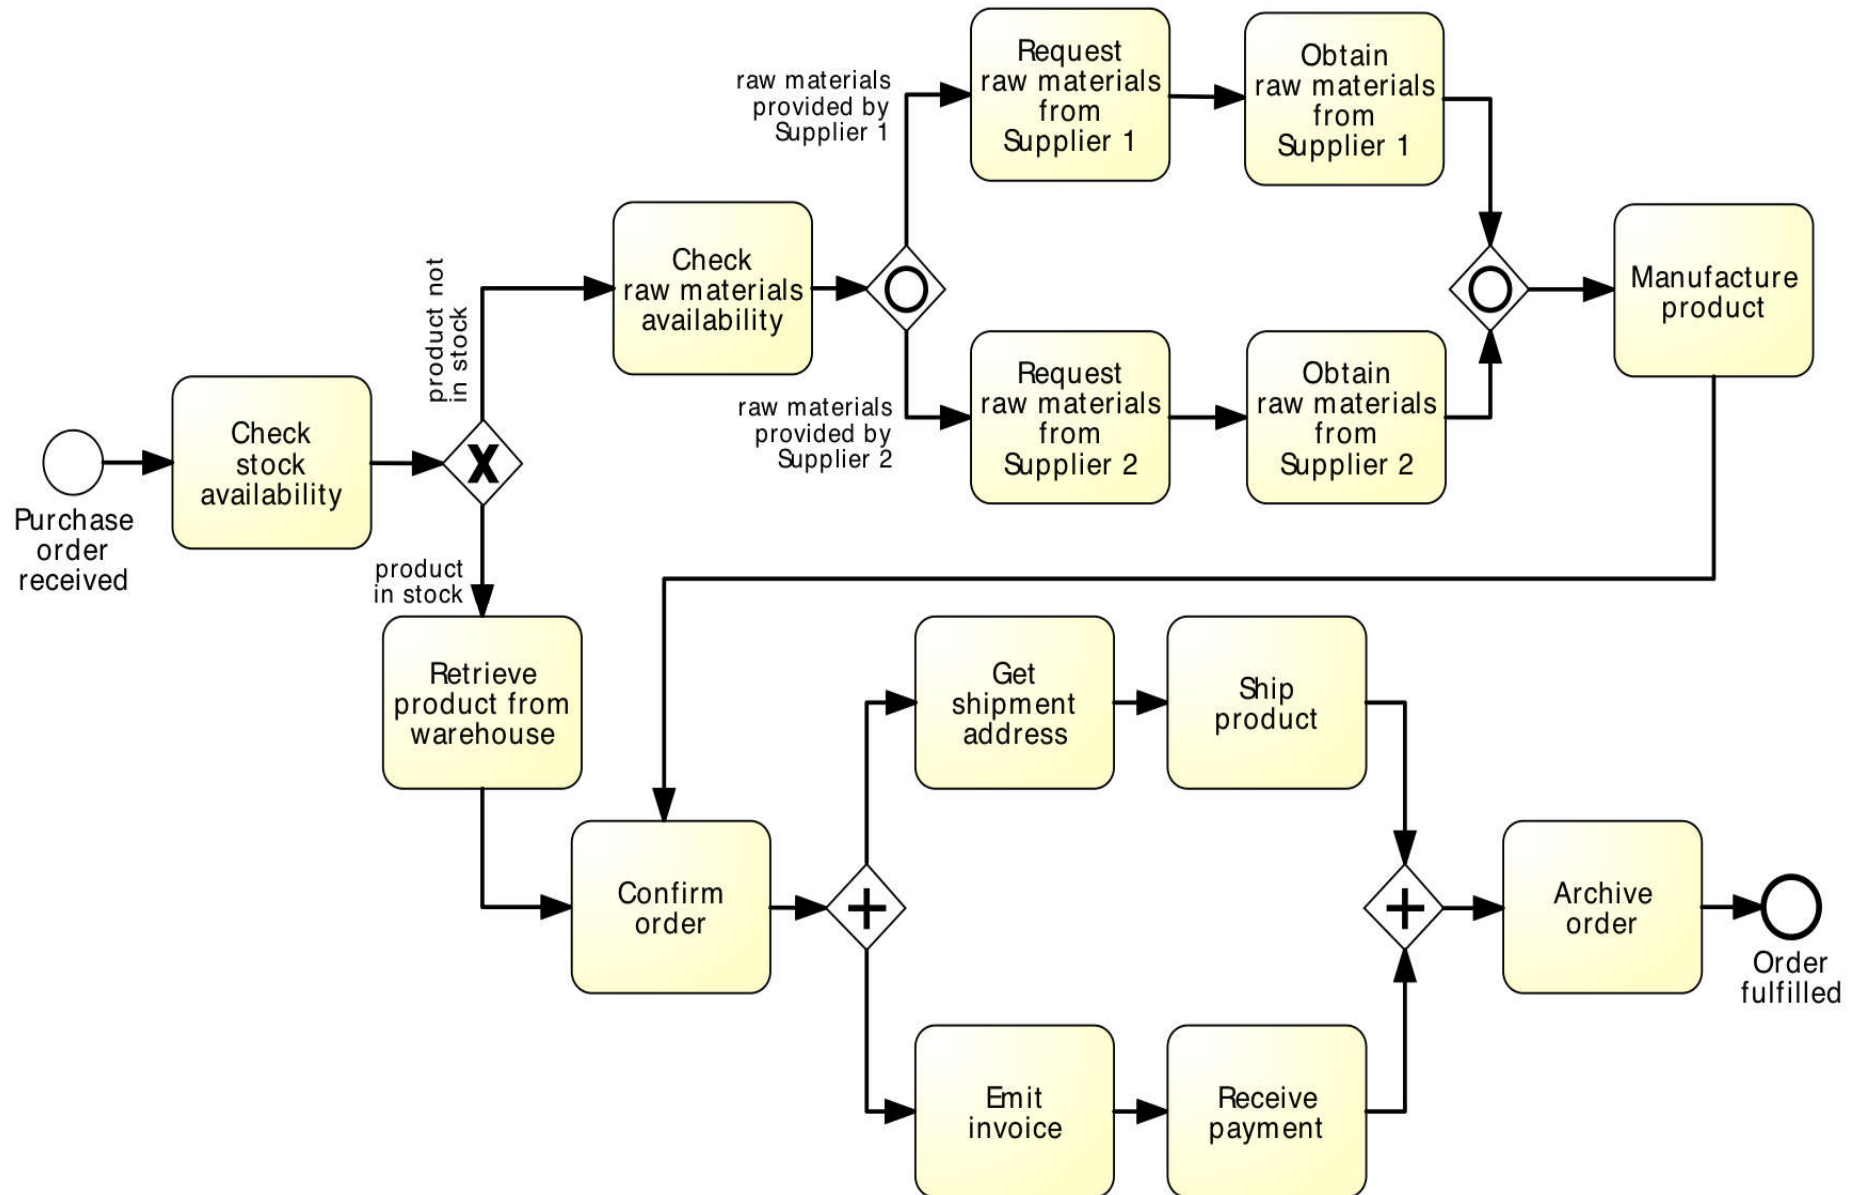 Request
raw materials
from
Supplier 1
Obtain
raw materials
from
Supplier 1
raw materials
provided by
Supplier 1
Check
raw materials
availability
Manufacture
product
product not
in stock
Request
raw materials
from
Supplier 2
Obtain
raw materials
from
Supplier 2
raw materials
provided by
Supplier 2
Check
stock
availability
X
Purchase
order
received
product
in stock
Retrieve
product from
warehouse
Get
shipment
address
Ship
product
Confirm
order
+
+
Archive
order
Order
fulfilled
Emit
invoice
Receive
payment